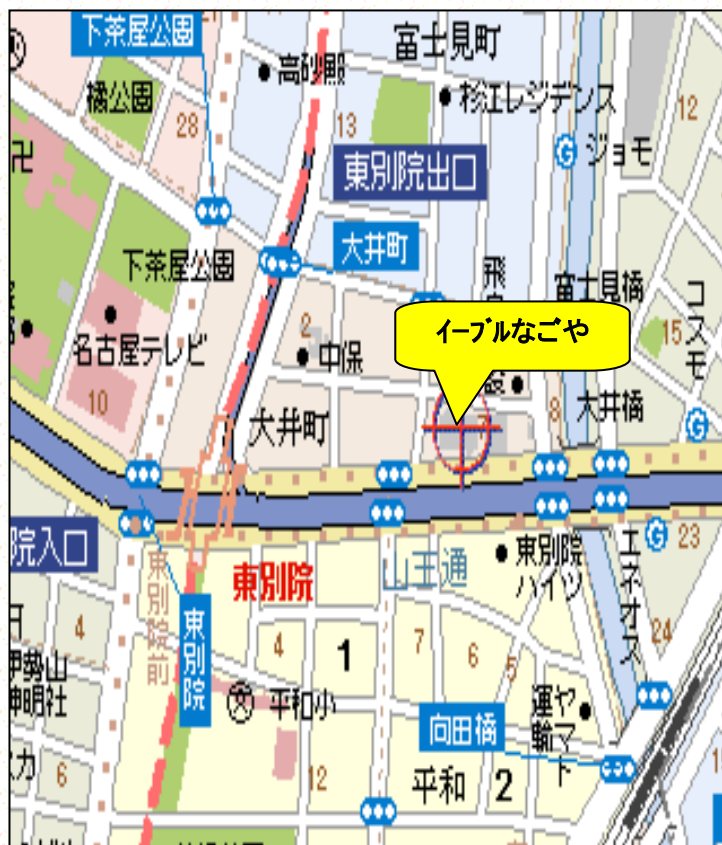 下茶屋公園
富士見町
高砂殿
橘公園
杉江レジデンス
12
28
13
ジョモ
卍
東別院出口
大井町
下茶屋公園
富士見橋
コスモ
イーブルなごや
2
15
名古屋テレビ
中保
10
大井町
8
大井橋
院入口
東別院前
東別院
山王通
東別院
ハイツ
エネオス
23
4
東別院
4
1
7
6
5
24
伊勢山
神明社
平和小
向田橋
ヤマト
運輸
6
12
平和
2